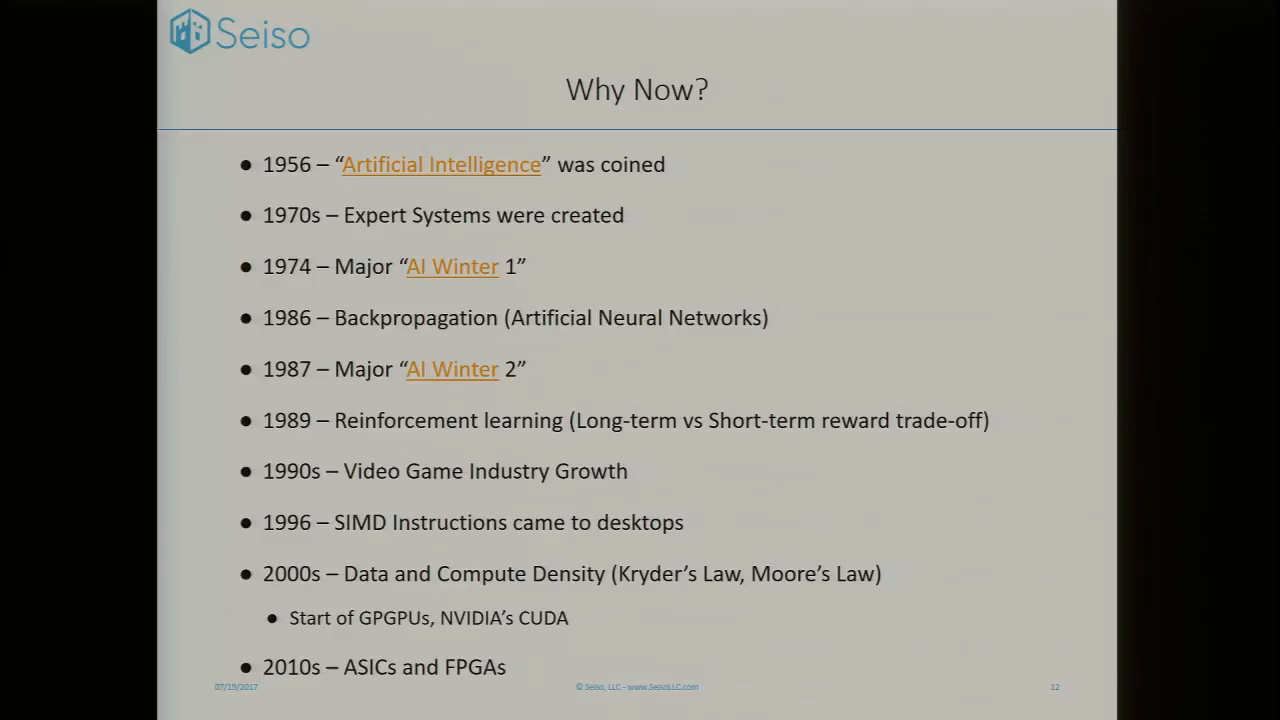 Seiso
Why Now?
● 1956 – “Artificial Intelligence” was coined
● 1970s – Expert Systems were created
● 1974 – Major “AI Winter 1”
● 1986 – Backpropagation (Artificial Neural Networks)
● 1987 – Major “AI Winter 2”
● 1989 – Reinforcement learning (Long-term vs Short-term reward trade-off)
● 1990s – Video Game Industry Growth
● 1996 – SIMD Instructions came to desktops
● 2000s – Data and Compute Density (Kryder’s Law, Moore’s Law)
● Start of GPGPUs, NVIDIA’s CUDA
● 2010s – ASICs and FPGAs
07/19/2017 © Seiso, LLC - www.SeisoLLC.com 12